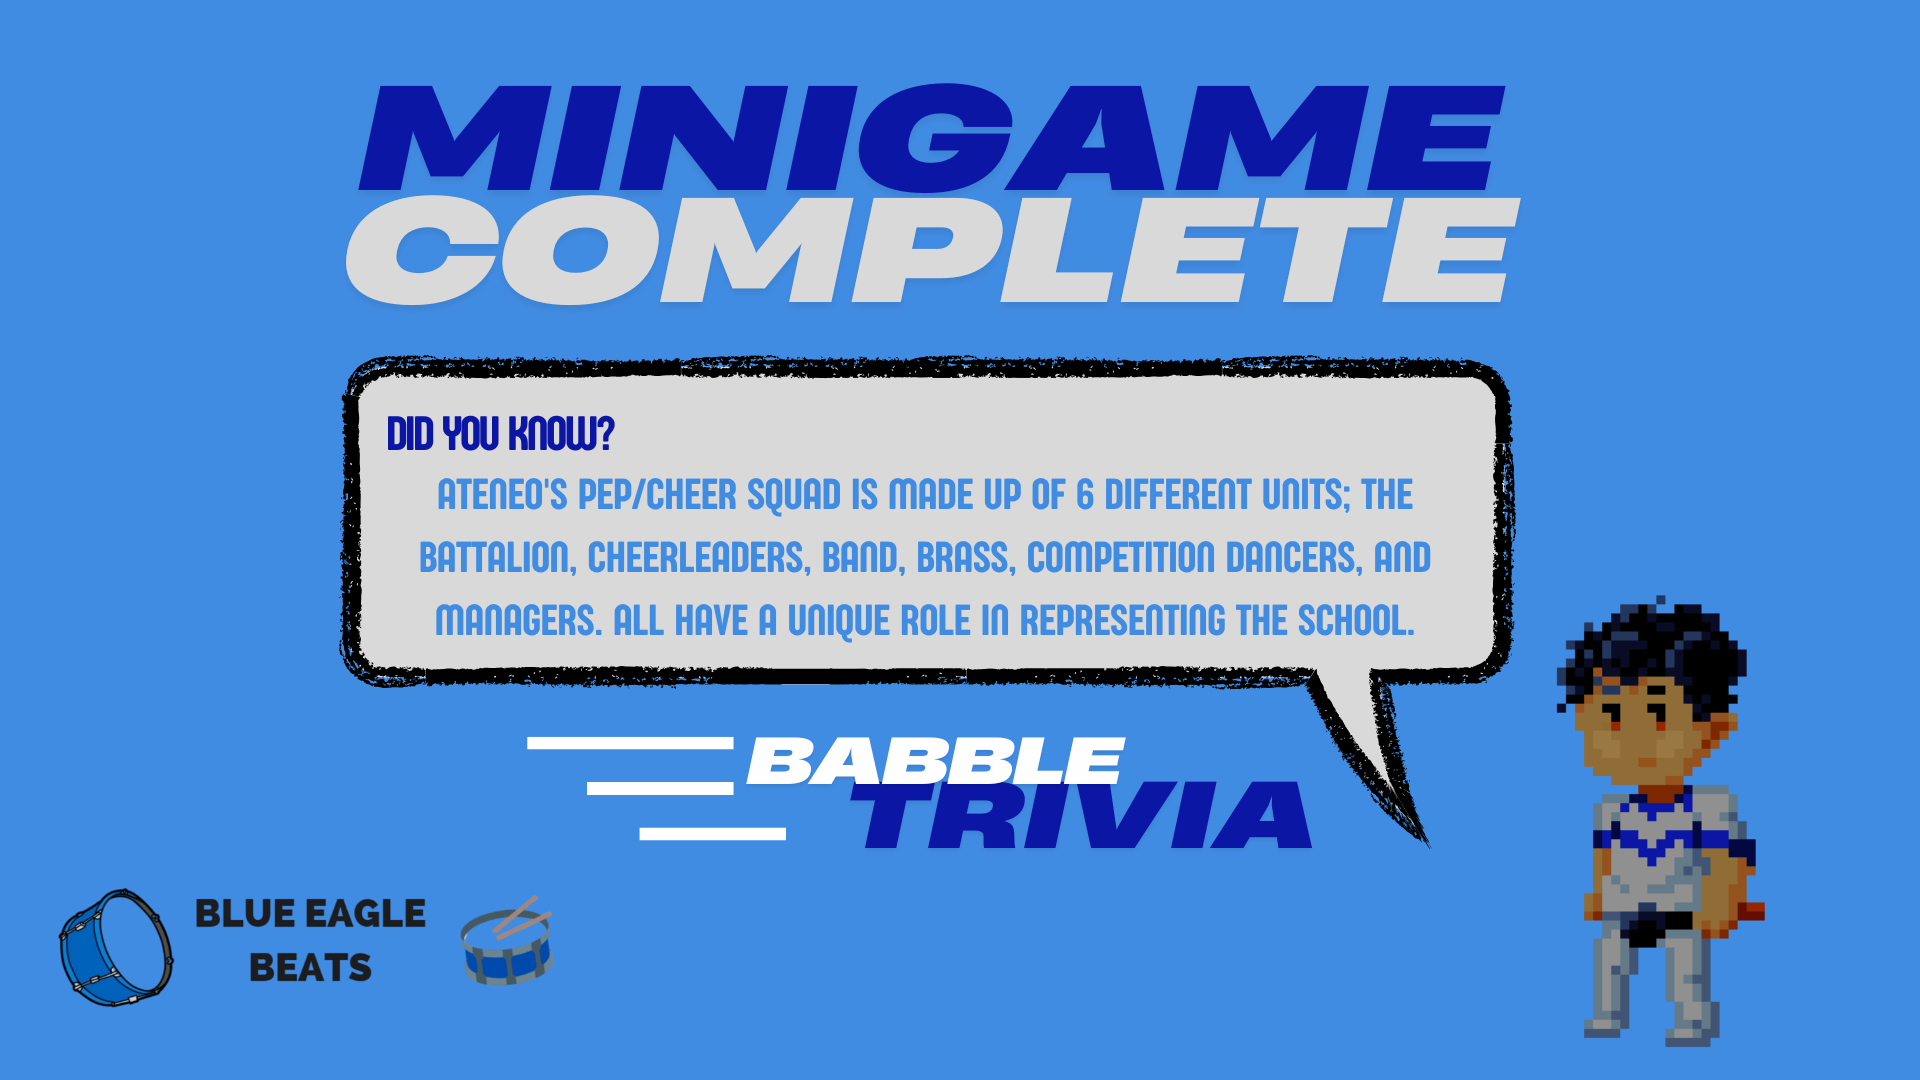 MINIGAME
COMPLETE
DID YOU KNOW?
ATENEO'S PEP/CHEER SQUAD IS MADE UP OF 6 DIFFERENT UNITS; THE
BATTALION, CHEERLEADERS, BAND, BRASS, COMPETITION DANCERS, AND
MANAGERS. ALL HAVE A UNIQUE ROLE IN REPRESENTING THE SCHOOL.
BABBLE
TRIVIA
BLUE EAGLE
BEATS